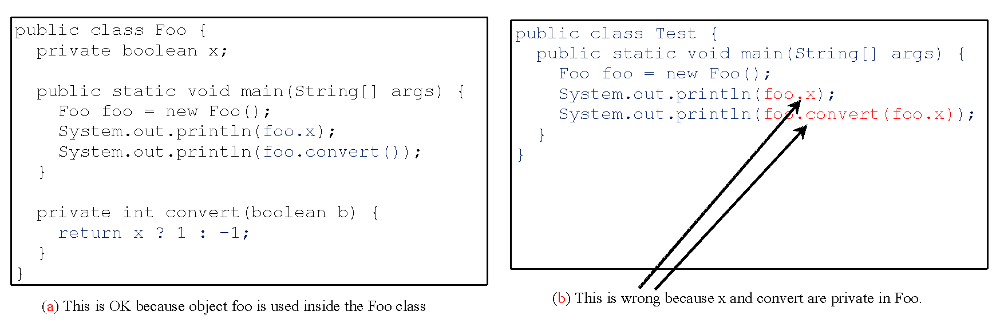 public class Foo {
  private boolean x;

  public static void main(String[] args) {
    Foo foo = new Foo();
    System.out.println(foo.x);
    System.out.println(foo.convert());
  }

  private int convert(boolean b) {
    return x ? 1 : -1;
  }
}
(a) This is OK because object foo is used inside the Foo class
public class Test {
  public static void main(String[] args) {
    Foo foo = new Foo();
    System.out.println(foo.x);
    System.out.println(foo.convert(foo.x));
  }
}
(b) This is wrong because x and convert are private in Foo.